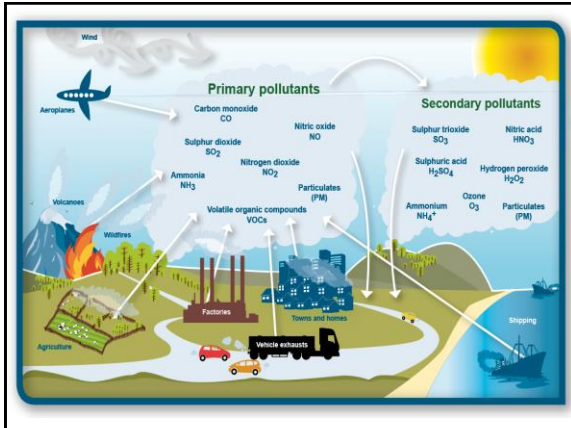 Wind
Aeroplanes
Primary pollutants
Carbon monoxide
CO
Nitric oxide
NO
Sulphur dioxide
SO₂
Nitrogen dioxide
NO₂
Ammonia
NH₃
Particulates
(PM)
Volatile organic compounds
VOCs
Secondary pollutants
Sulphur trioxide
SO₃
Nitric acid
HNO₃
Sulphuric acid
H₂SO₄
Hydrogen peroxide
H₂O₂
Ammonium
NH₄⁺
Ozone
O₃
Particulates
(PM)
Volcanoes
Wildfires
Agriculture
Factories
Towns and homes
Vehicle exhausts
Shipping